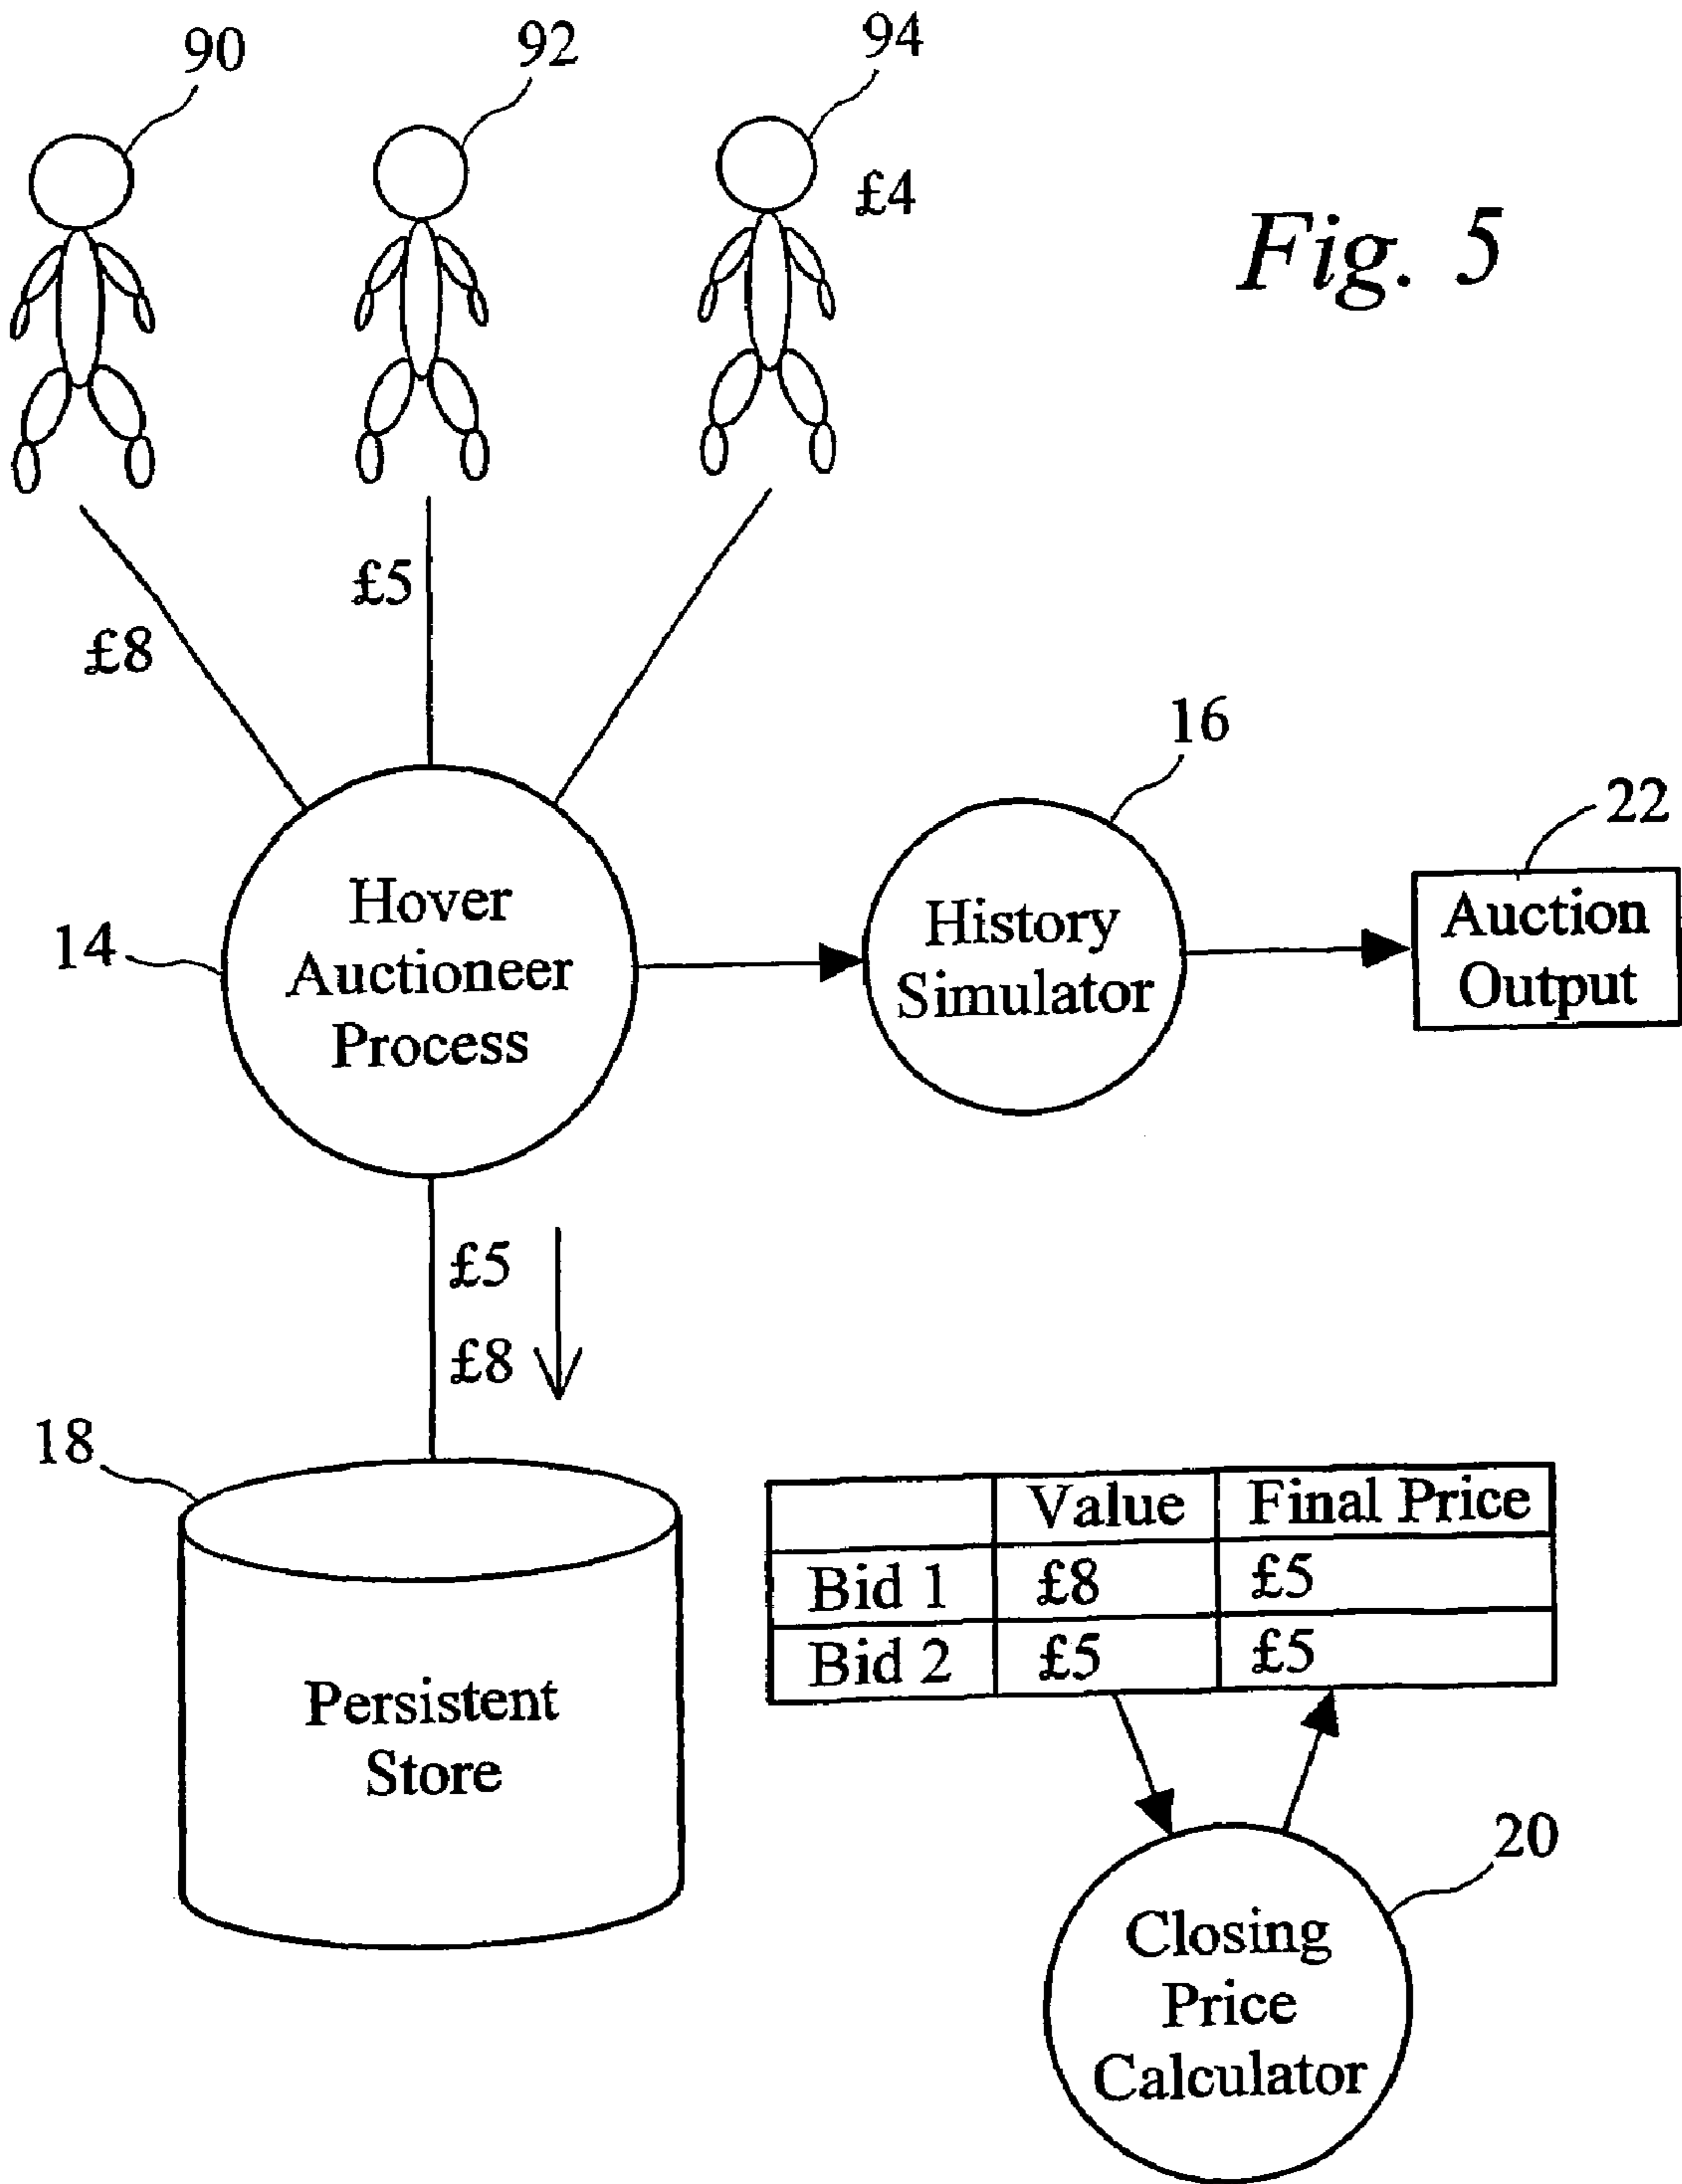 90
92
94
£4
Fig. 5
£5
£8
16
22
14
Hover
Auctioneer
Process
History
Simulator
Auction
Output
£5
£8
18
Value Final Price
Bid 1 £8 £5
Bid 2 £5 £5
Persistent
Store
20
Closing
Price
Calculator